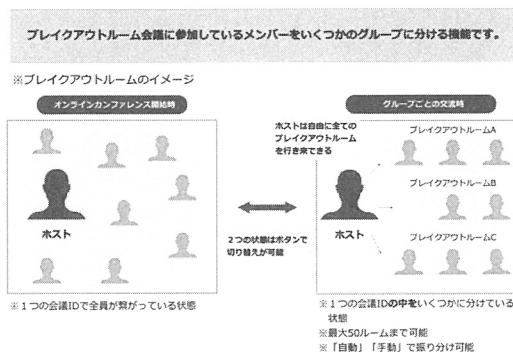 ブレイクアウトルーム会議に参加しているメンバーをいくつかのグループに分ける機能です。
※ブレイクアウトルームのイメージ
オンラインカンファレンス開始時
グループごとの交流時
ホストは自由に全ての
ブレイクアウトルーム
を行き来できる
ブレイクアウトルームA
ブレイクアウトルームB
ブレイクアウトルームC
ホスト
ホスト
2つの状態はボタンで
切り替えが可能
※1つの会議IDで全員が繋がっている状態
※1つの会議IDの中をいくつかに分けている
状態
※最大50ルームまで可能
※「自動」「手動」で振り分け可能